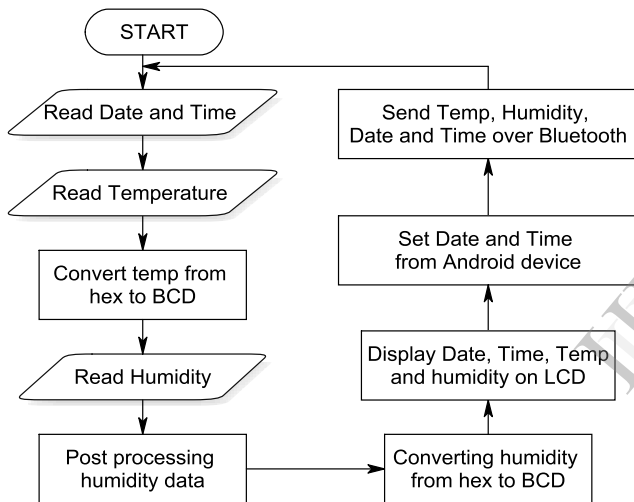 START
Read Date and Time
Read Temperature
Convert temp from
hex to BCD
Read Humidity
Post processing
humidity data
Converting humidity
from hex to BCD
Display Date, Time, Temp
and humidity on LCD
Set Date and Time
from Android device
Send Temp, Humidity,
Date and Time over Bluetooth